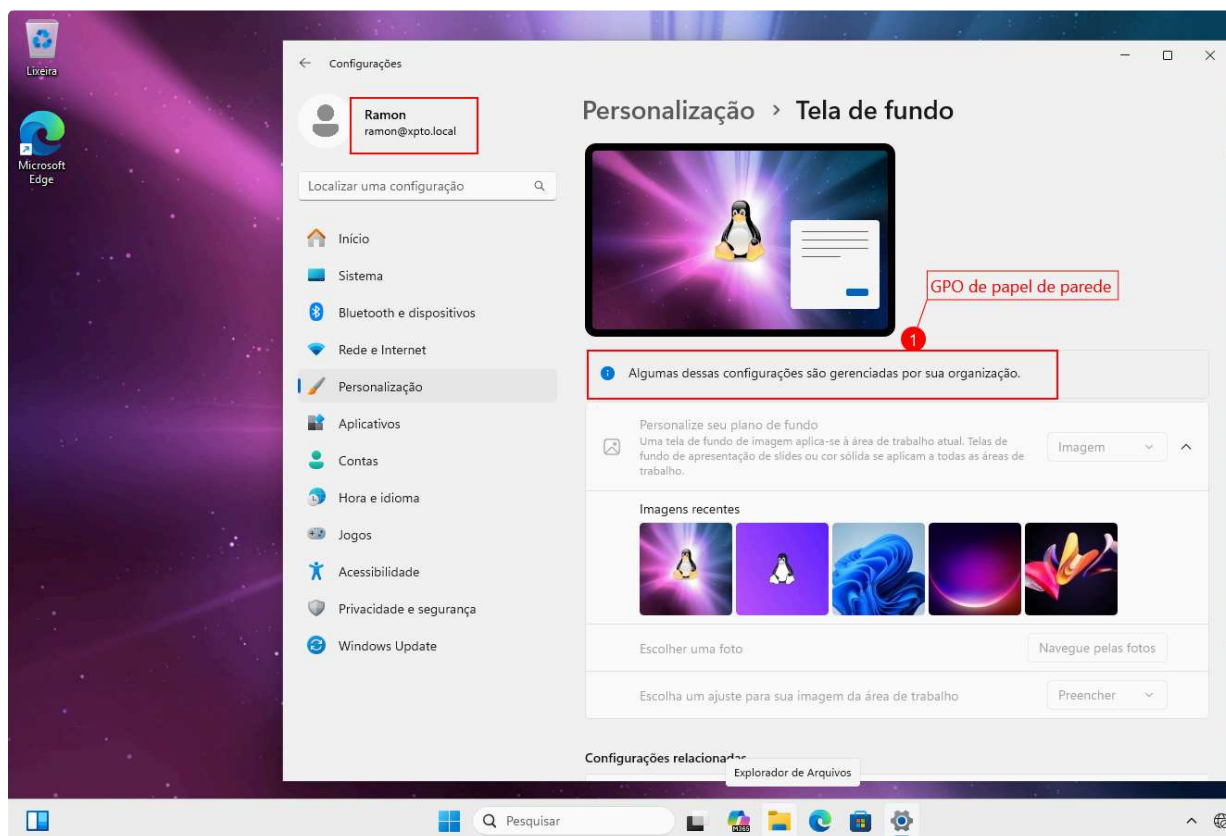 Lixeira
Microsoft
Edge
Configurações
Ramon
ramon@xpto.local
Localizar uma configuração
Início
Sistema
Bluetooth e dispositivos
Rede e Internet
Personalização
Aplicativos
Contas
Hora e idioma
Jogos
Acessibilidade
Privacidade e segurança
Windows Update
Personalização > Tela de fundo
GPO de papel de parede
1
Algumas dessas configurações são gerenciadas por sua organização.
Personalize seu plano de fundo
Uma tela de fundo de imagem aplica-se à área de trabalho atual. Telas de
fundo de apresentação de slides ou cor sólida se aplicam a todas as áreas de
trabalho.
Imagem
Imagens recentes
Escolher uma foto
Navegue pelas fotos
Escolha um ajuste para sua imagem da área de trabalho
Preencher
Configurações relacionadas
Explorador de Arquivos
Pesquisar
M365